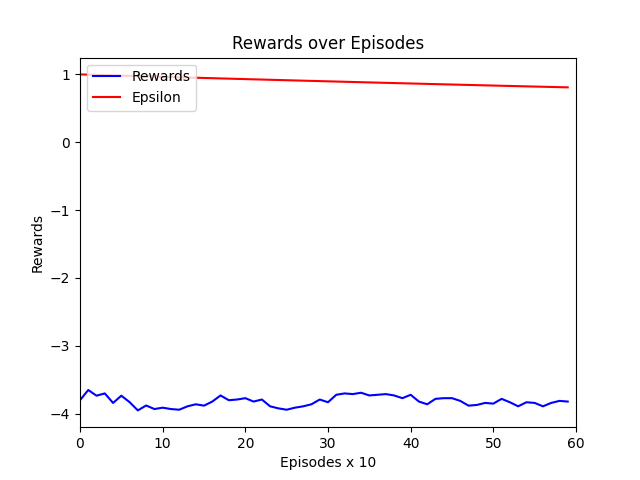 Rewards over Episodes
Rewards
Epsilon
1
0
−1
−2
−3
−4
Rewards
0 10 20 30 40 50 60
Episodes x 10